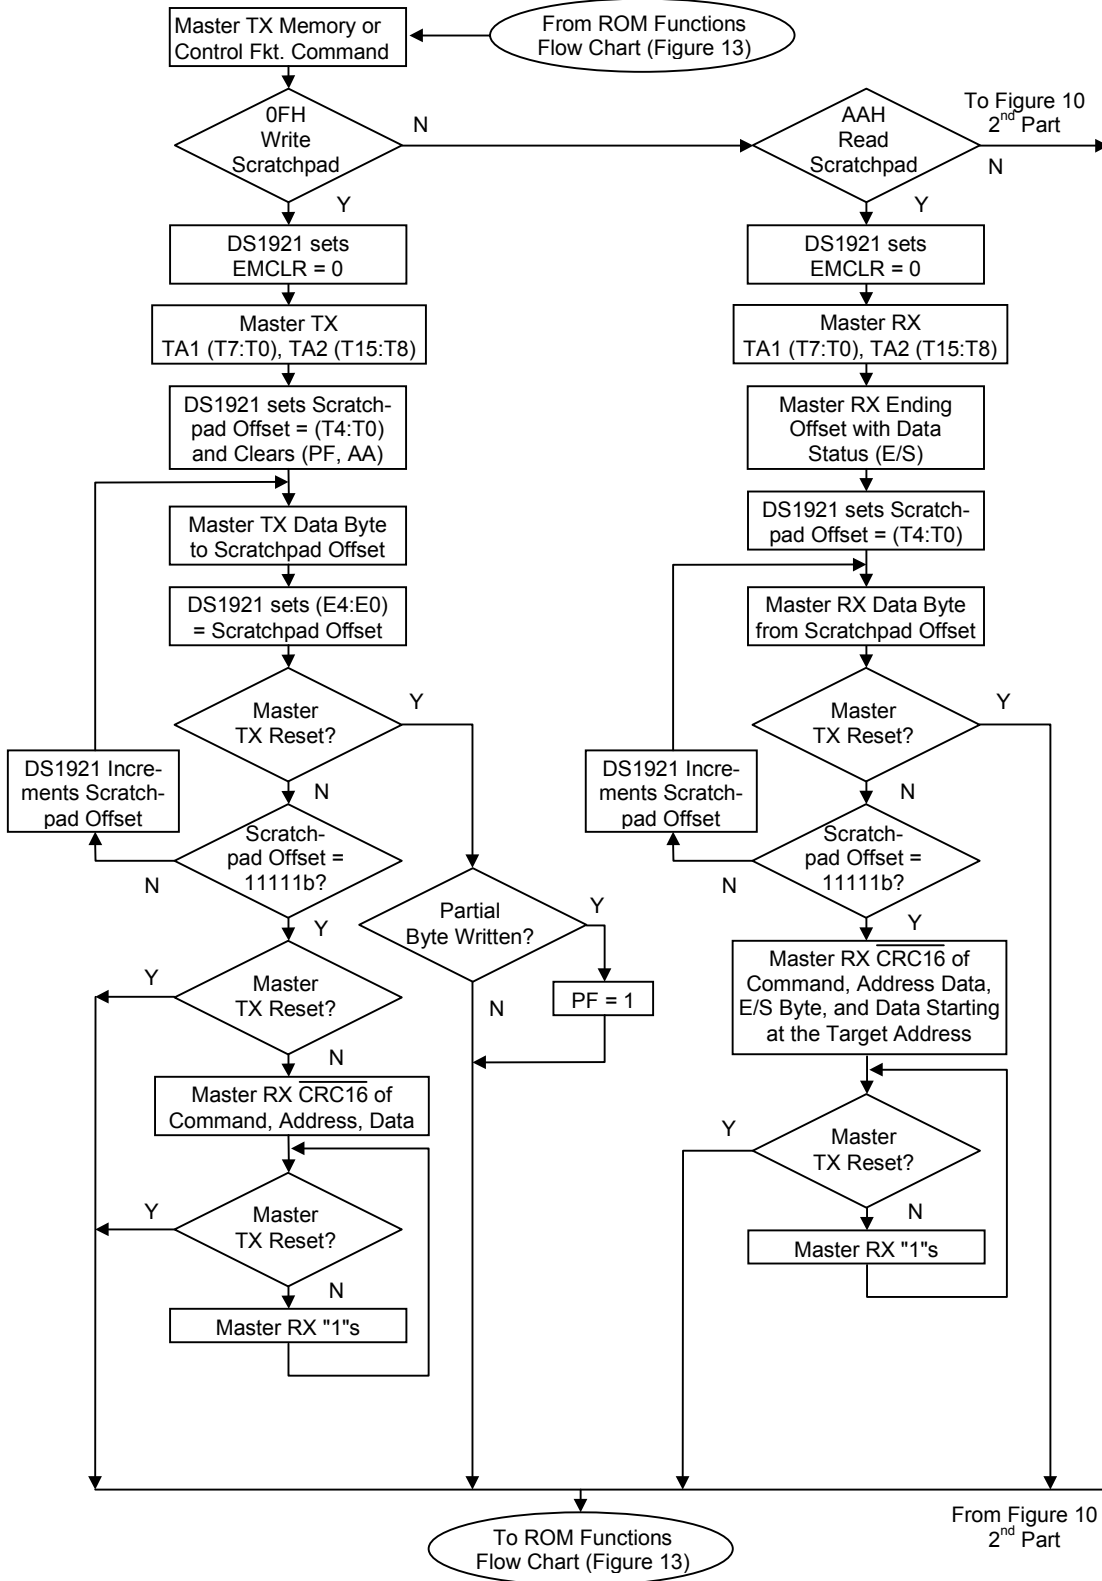 Master TX Memory or
Control Fkt. Command
From ROM Functions
Flow Chart (Figure 13)
0FH
Write
Scratchpad
N
Y
AAH
Read
Scratchpad
To Figure 10
2nd Part
N
Y
DS1921 sets
EMCLR = 0
Master TX
TA1 (T7:T0), TA2 (T15:T8)
DS1921 sets Scratch-
pad Offset = (T4:T0)
and Clears (PF, AA)
Master TX Data Byte
to Scratchpad Offset
DS1921 sets (E4:E0)
= Scratchpad Offset
Master
TX Reset?
Y
N
DS1921 Incre-
ments Scratch-
pad Offset
Scratch-
pad Offset =
11111b?
N
Y
Partial
Byte Written?
Y
N
PF = 1
Master
TX Reset?
Y
N
Master RX CRC16 of
Command, Address, Data
Master
TX Reset?
Y
N
Master RX "1"s
DS1921 sets
EMCLR = 0
Master RX
TA1 (T7:T0), TA2 (T15:T8)
Master RX Ending
Offset with Data
Status (E/S)
DS1921 sets Scratch-
pad Offset = (T4:T0)
Master RX Data Byte
from Scratchpad Offset
Master
TX Reset?
Y
N
DS1921 Incre-
ments Scratch-
pad Offset
Scratch-
pad Offset =
11111b?
N
Y
Master RX CRC16 of
Command, Address Data,
E/S Byte, and Data Starting
at the Target Address
Master
TX Reset?
Y
N
Master RX "1"s
From Figure 10
2nd Part
To ROM Functions
Flow Chart (Figure 13)